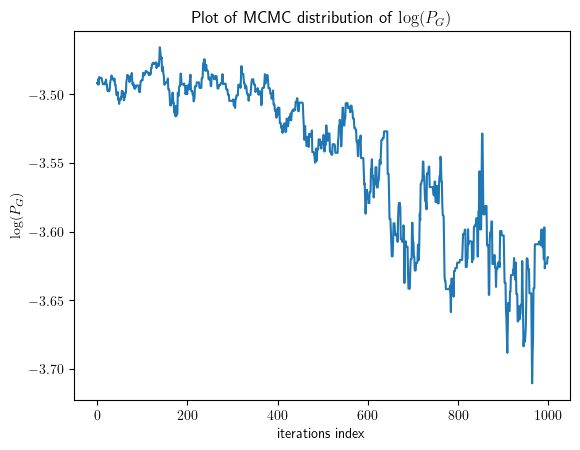 Plot of MCMC distribution of log(P_G)
log(P_G)
−3.50
−3.55
−3.60
−3.65
−3.70
0 200 400 600 800 1000
iterations index